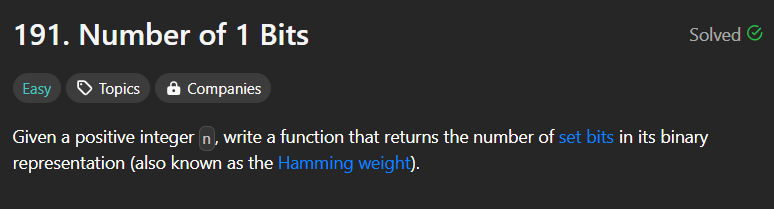 191. Number of 1 Bits
Solved
Easy Topics Companies
Given a positive integer n, write a function that returns the number of set bits in its binary
representation (also known as the Hamming weight).